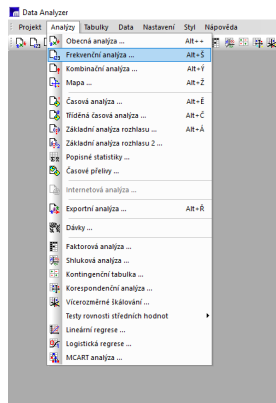 Data Analyzer
Projekt Analýzy Tabulky Data Nastavení Styl Nápověda
Obecná analýza ... Alt++
Frekvenční analýza ... Alt+Š
Kombinační analýza ... Alt+Ý
Mapa ... Alt+Ž
Časová analýza ... Alt+É
Tříděná časová analýza ... Alt+Č
Základní analýza rozhlasu ... Alt+Á
Základní analýza rozhlasu 2 ...
Popisné statistiky ...
Časové přelivy ...
Internetová analýza ...
Exportní analýza ... Alt+Ř
Dávky ...
Faktorová analýza ...
Shluková analýza ...
Kontingenční tabulka ...
Korespondenční analýza ...
Vícerozměrné škálování ...
Testy rovnosti středních hodnot
Lineární regrese ...
Logistická regrese ...
MCART analýza ...